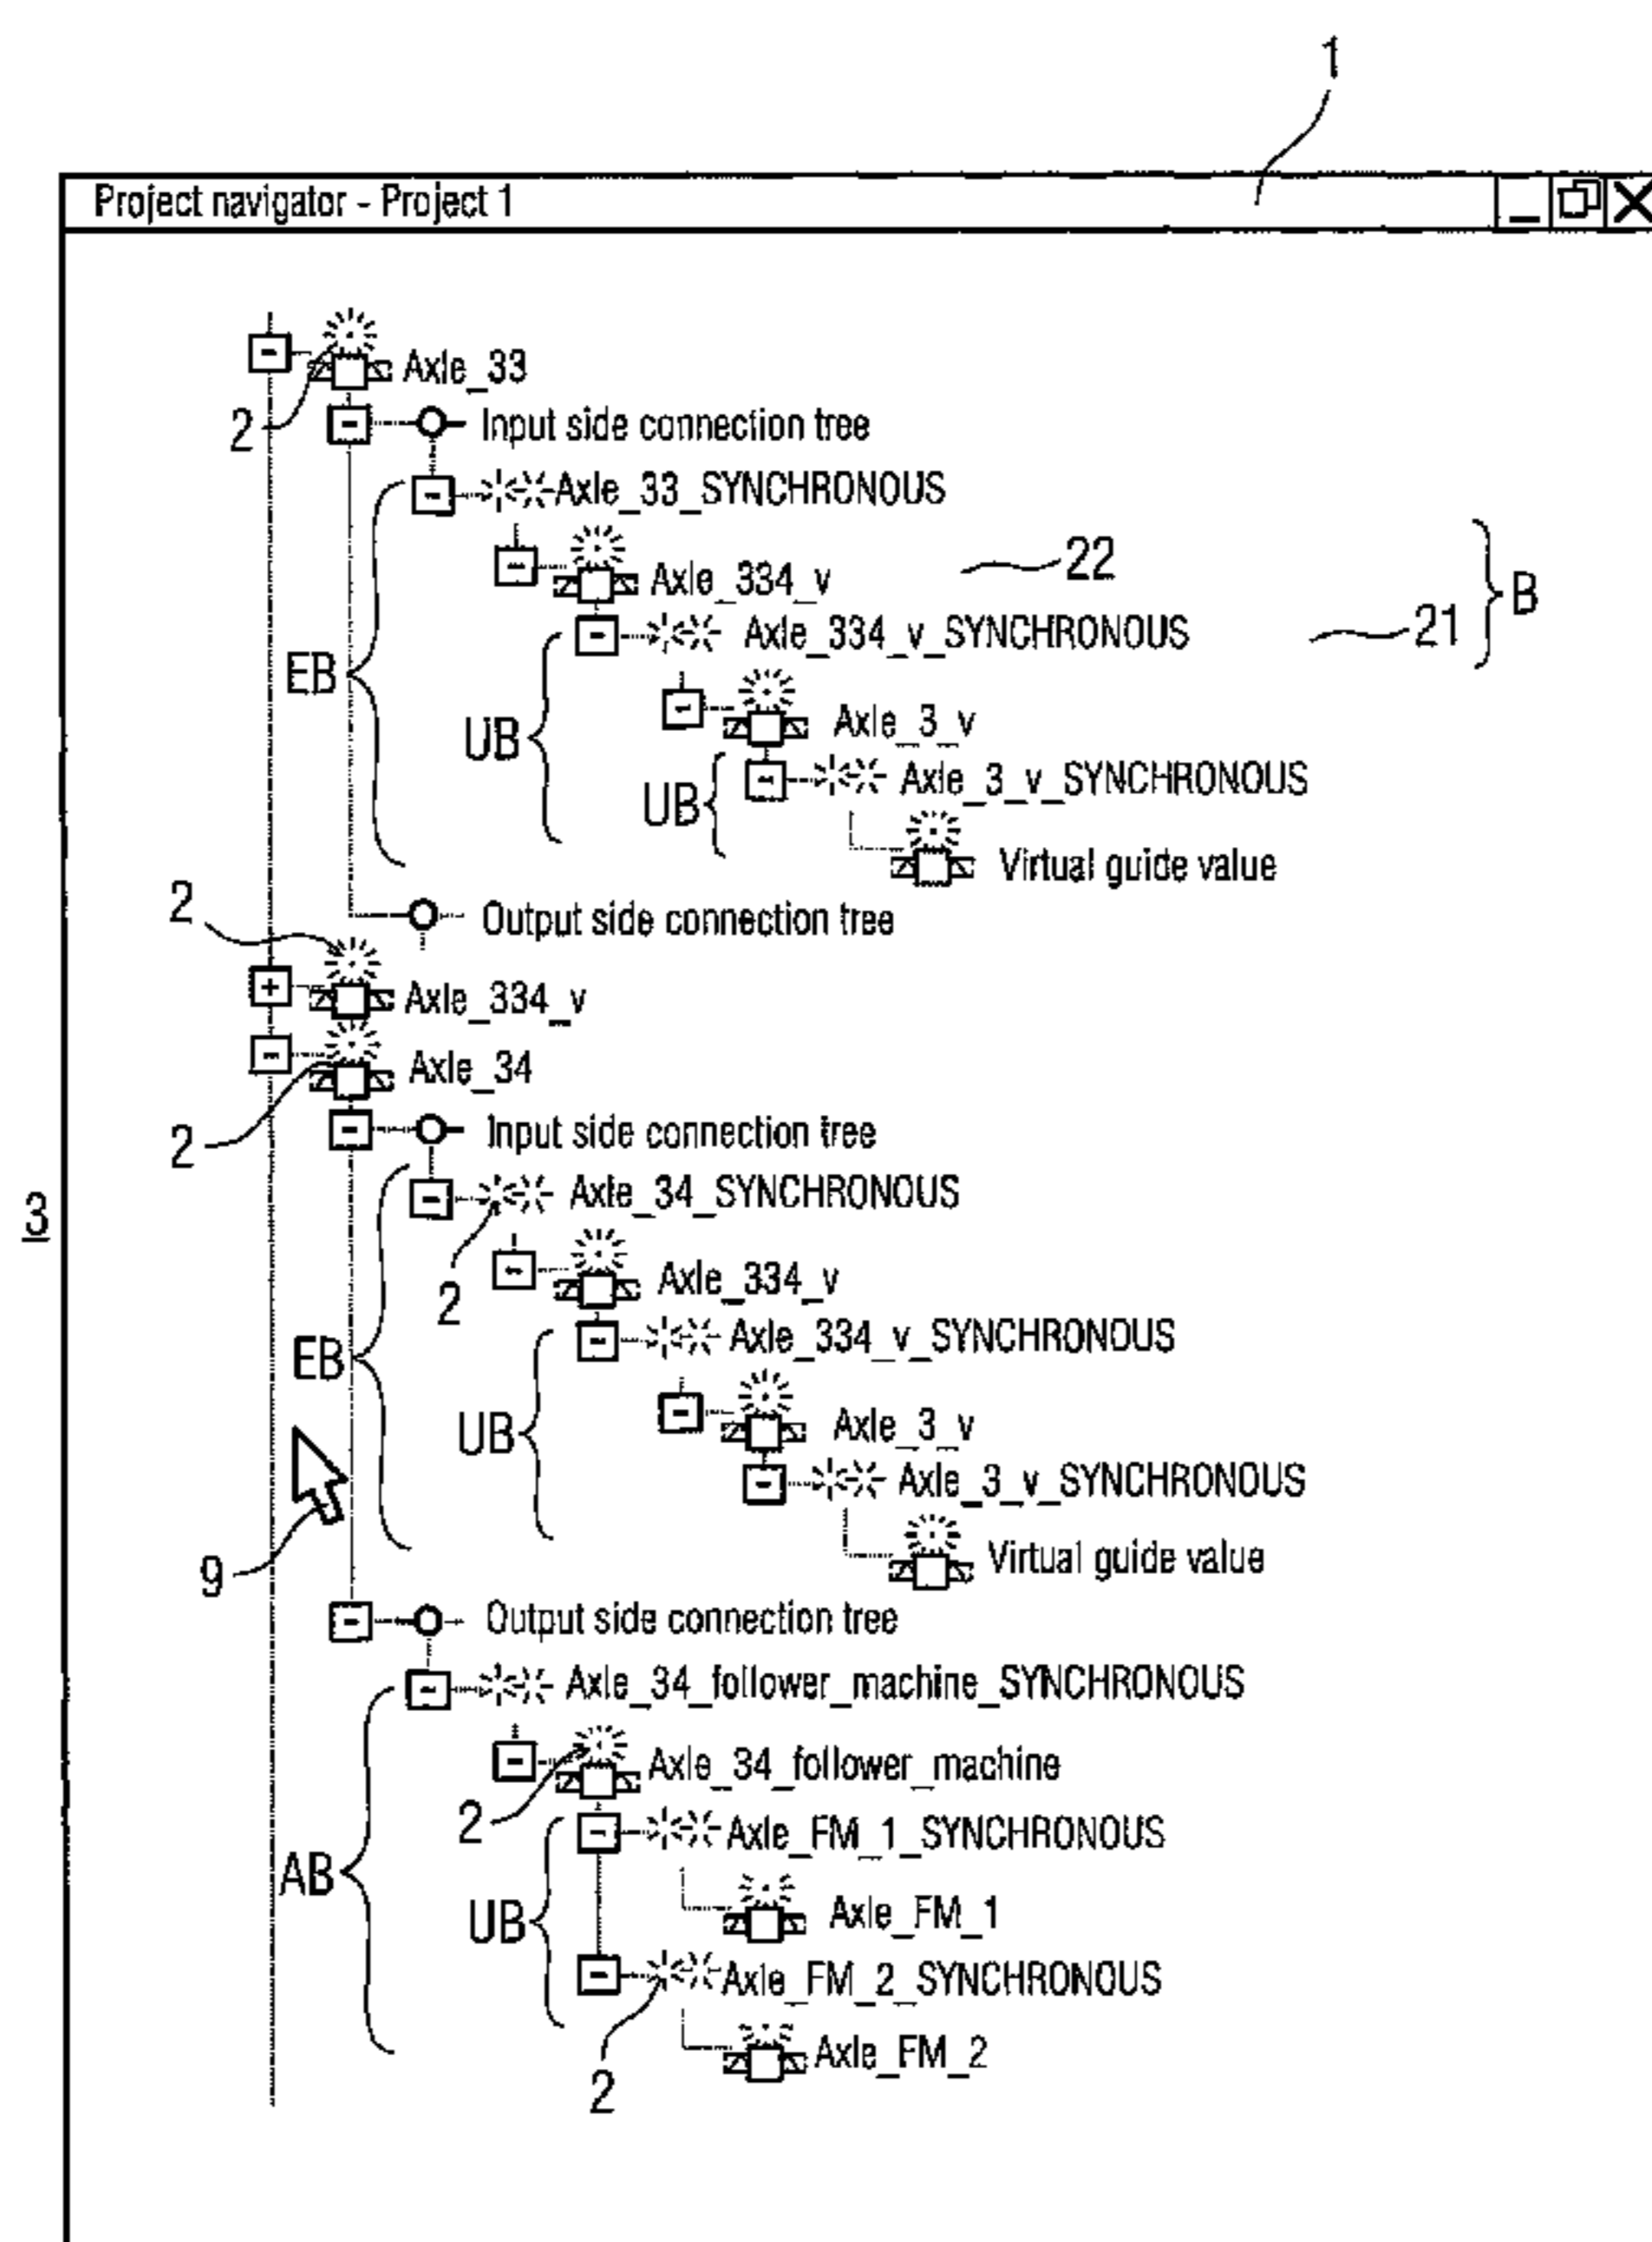 1
Project navigator - Project 1
Axle_33
2
Input side connection tree
Axle_33_SYNCHRONOUS
Axle_334_v
22
B
Axle_334_v_SYNCHRONOUS
21
EB
UB
Axle_3_v
Axle_3_v_SYNCHRONOUS
UB
Virtual guide value
2
Output side connection tree
Axle_334_v
Axle_34
2
Input side connection tree
Axle_34_SYNCHRONOUS
3
2
Axle_334_v
Axle_334_v_SYNCHRONOUS
EB
UB
Axle_3_v
Axle_3_v_SYNCHRONOUS
9
Virtual guide value
Output side connection tree
Axle_34_follower_machine_SYNCHRONOUS
Axle_34_follower_machine
2
Axle_FM_1_SYNCHRONOUS
AB
UB
Axle_FM_1
Axle_FM_2_SYNCHRONOUS
Axle_FM_2
2